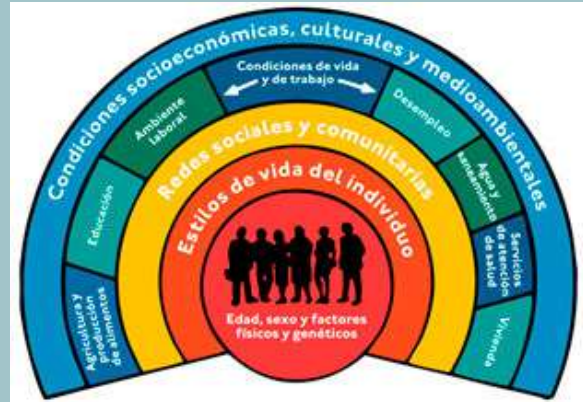 Condiciones socioeconómicas, culturales y medioambientales
Condiciones de vida
y de trabajo
Agricultura y
producción
de alimentos
Educación
Ambiente
laboral
Desempleo
Agua y
saneamiento
Servicios
de atención
de salud
Vivienda
Redes sociales y comunitarias
Estilos de vida del individuo
Edad, sexo y factores
físicos y genéticos